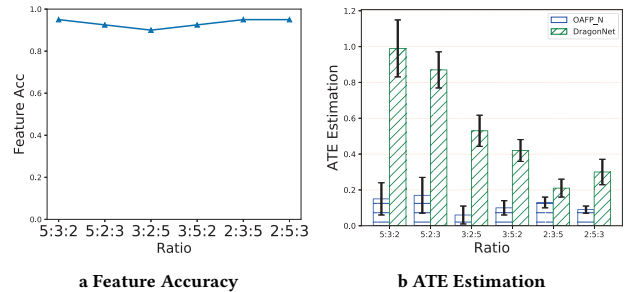 1.0
0.8
0.6
0.4
0.2
0.0
Feature Acc
5:3:2 5:2:3 3:2:5 3:5:2 2:3:5 2:5:3
Ratio
a Feature Accuracy
1.2
1.0
0.8
0.6
0.4
0.2
0.0
ATE Estimation
OAFP_N
DragonNet
5:3:2 5:2:3 3:2:5 3:5:2 2:3:5 2:5:3
Ratio
b ATE Estimation